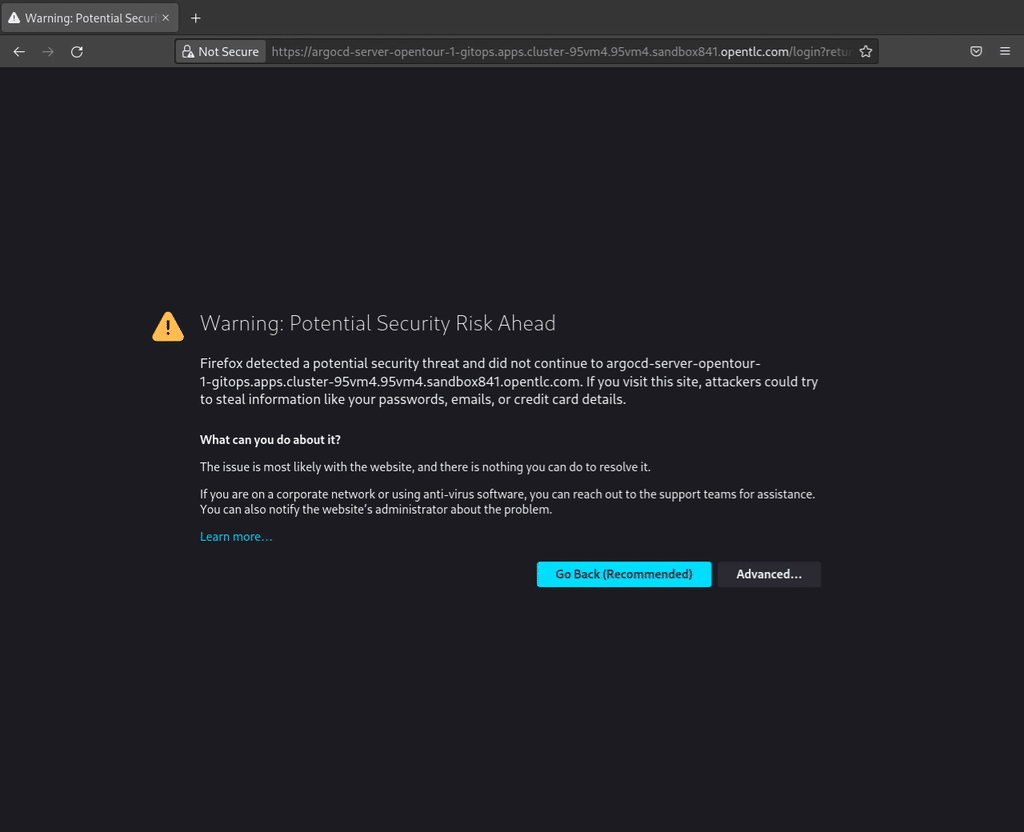 Warning: Potential Securi
Not Secure
https://argocd-server-opentour-1-gitops.apps.cluster-95vm4.95vm4.sandbox841.opentlc.com/login?retu
Warning: Potential Security Risk Ahead
Firefox detected a potential security threat and did not continue to argocd-server-opentour-
1-gitops.apps.cluster-95vm4.95vm4.sandbox841.opentlc.com. If you visit this site, attackers could try
to steal information like your passwords, emails, or credit card details.
What can you do about it?
The issue is most likely with the website, and there is nothing you can do to resolve it.
If you are on a corporate network or using anti-virus software, you can reach out to the support teams for assistance.
You can also notify the website’s administrator about the problem.
Learn more…
Go Back (Recommended)
Advanced…